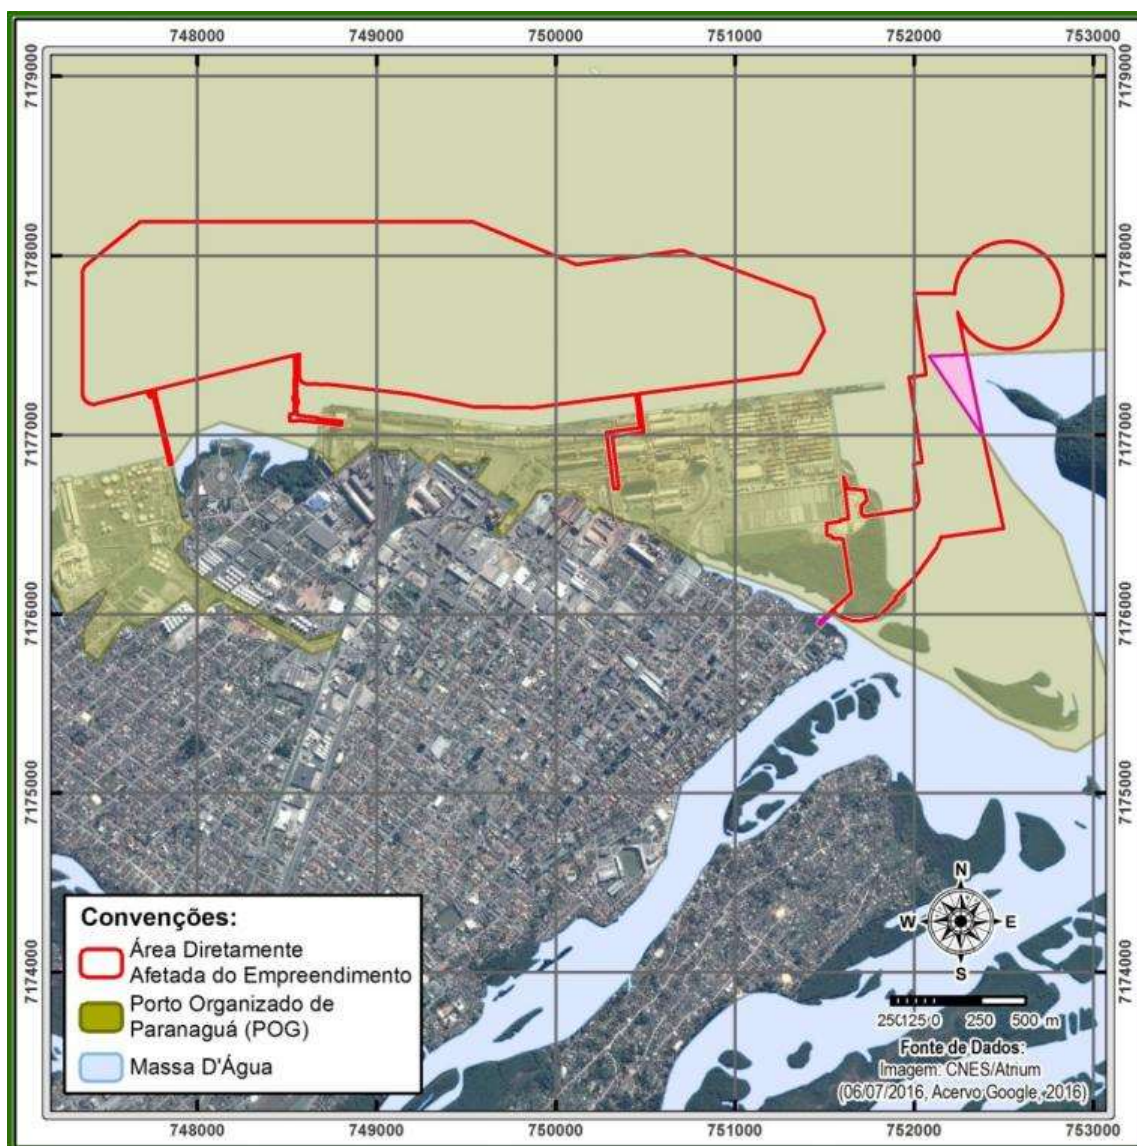 748000 749000 750000 751000 752000 753000
7179000 7179000
7178000 7178000
7177000 7177000
7176000 7176000
7175000 7175000
7174000 7174000
Convenções:
Área Diretamente
Afetada do Empreendimento
Porto Organizado de
Paranaguá (POG)
Massa D'Água
N
W E
S
250125 0 250 500 m
Fonte de Dados:
Imagem: CNES/Atrium
(06/07/2016, Acervo Google, 2016)
748000 749000 750000 751000 752000 753000